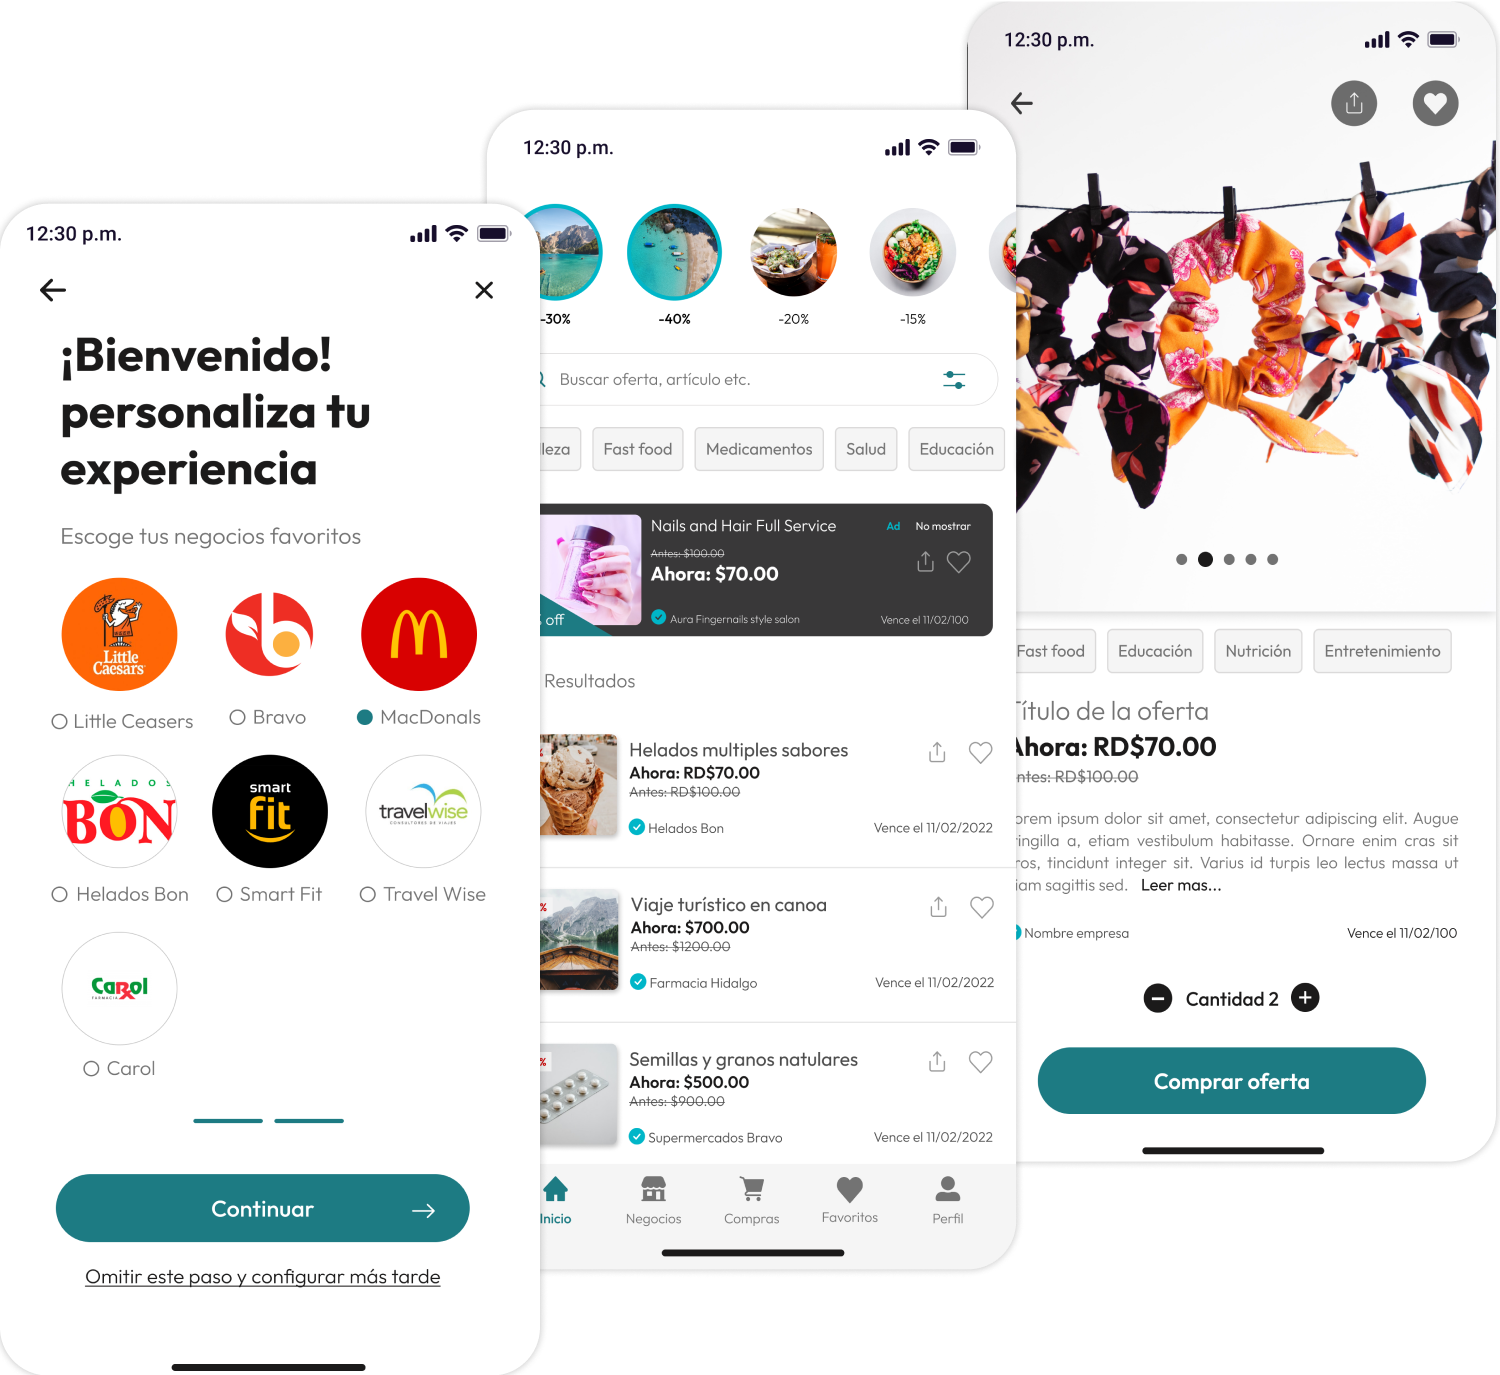 12:30 p.m.
¡Bienvenido!
personaliza tu
experiencia
Escoge tus negocios favoritos
Little
Caesars
Little Ceasers
Bravo
MacDonals
HELADOS
BON
smart
fit
travelwise
CONSULTORES DE VIAJES
Helados Bon
Smart Fit
Travel Wise
Carol
FARMACIA
Carol
Continuar
Omitir este paso y configurar más tarde
12:30 p.m.
-30%
-40%
-20%
-15%
Buscar oferta, artículo etc.
lleza
Fast food
Medicamentos
Salud
Educación
Nails and Hair Full Service
Ad
No mostrar
Antes: $100.00
Ahora: $70.00
% off
Aura Fingernails style salon
Vence el 11/02/100
Resultados
%
Helados multiples sabores
Ahora: RD$70.00
Antes: RD$100.00
Helados Bon
Vence el 11/02/2022
%
Viaje turístico en canoa
Ahora: $700.00
Antes: $1200.00
Farmacia Hidalgo
Vence el 11/02/2022
%
Semillas y granos natulares
Ahora: $500.00
Antes: $900.00
Supermercados Bravo
Vence el 11/02/2022
Inicio
Negocios
Compras
Favoritos
Perfil
12:30 p.m.
Fast food
Educación
Nutrición
Entretenimiento
Título de la oferta
Ahora: RD$70.00
Antes: RD$100.00
orem ipsum dolor sit amet, consectetur adipiscing elit. Augue
ringilla a, etiam vestibulum habitasse. Ornare enim cras sit
ros, tincidunt integer sit. Varius id turpis leo lectus massa ut
iam sagittis sed. Leer mas...
Nombre empresa
Vence el 11/02/100
Cantidad 2
Comprar oferta